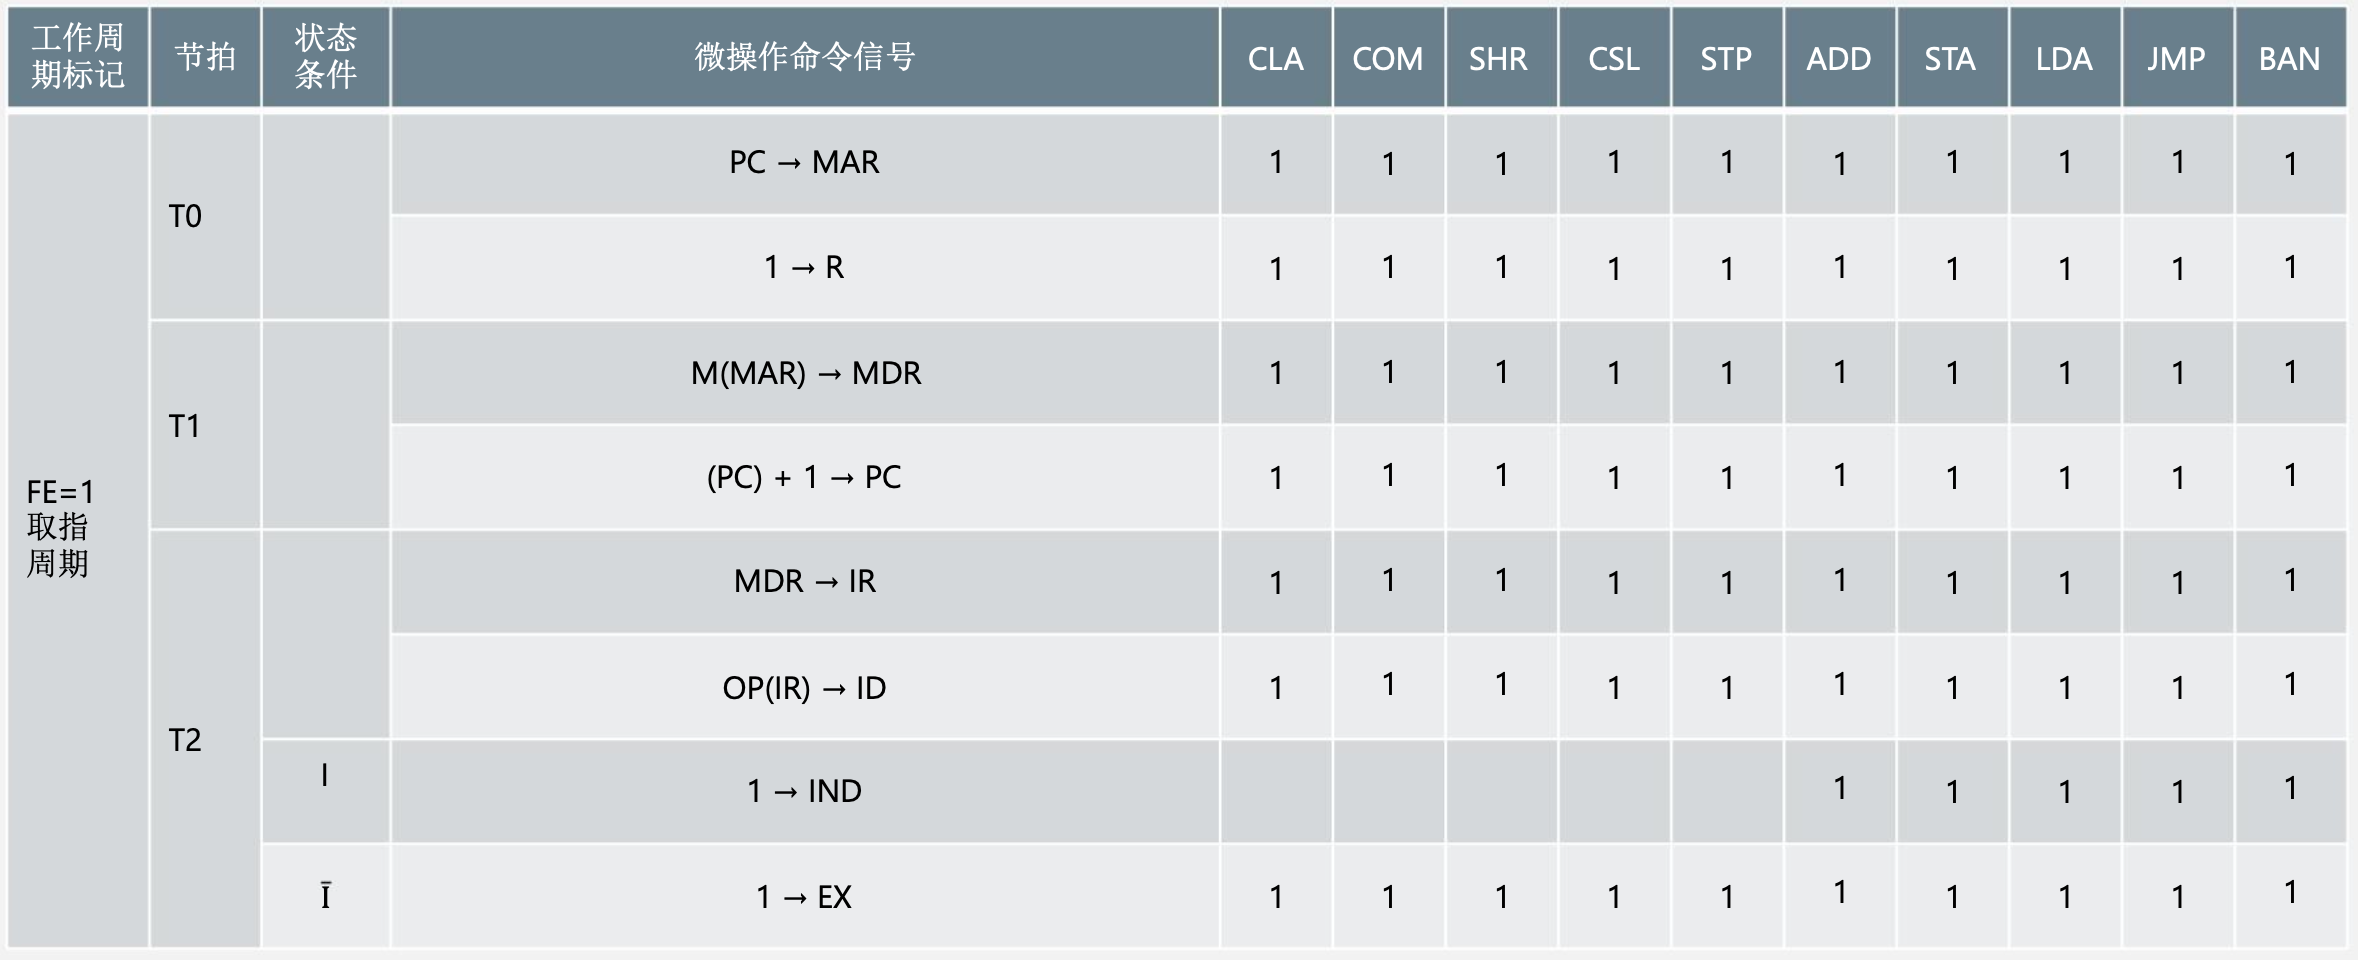 工作周期标记 节拍 状态条件 微操作命令信号 CLA COM SHR CSL STP ADD STA LDA JMP BAN
FE=1
取指
周期
T0 PC → MAR 1 1 1 1 1 1 1 1 1 1
1 → R 1 1 1 1 1 1 1 1 1 1
T1 M(MAR) → MDR 1 1 1 1 1 1 1 1 1 1
(PC) + 1 → PC 1 1 1 1 1 1 1 1 1 1
T2 MDR → IR 1 1 1 1 1 1 1 1 1 1
OP(IR) → ID 1 1 1 1 1 1 1 1 1 1
I 1 → IND 1 1 1 1 1
Ī 1 → EX 1 1 1 1 1 1 1 1 1 1